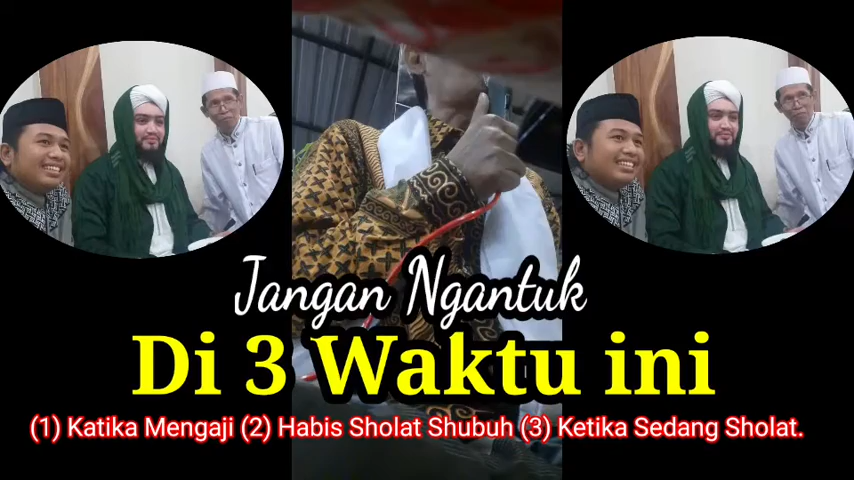 Jangan Ngantuk
Di 3 Waktu ini
(1) Katika Mengaji (2) Habis Sholat Shubuh (3) Ketika Sedang Sholat.